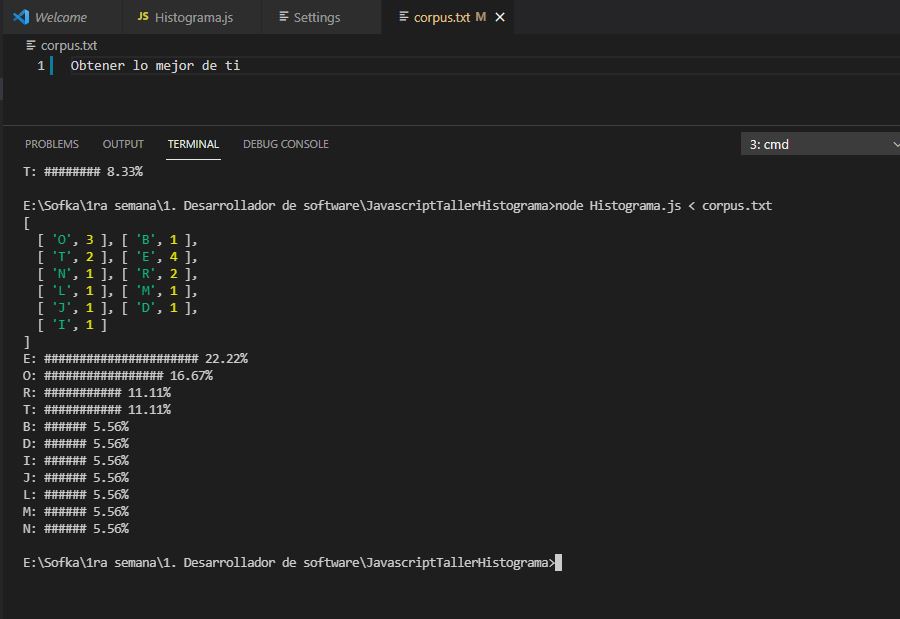 Welcome JS Histograma.js Settings corpus.txt M
corpus.txt
1 Obtener lo mejor de ti
PROBLEMS OUTPUT TERMINAL DEBUG CONSOLE 3: cmd
T: ######## 8.33%
E:\Sofka\1ra semana\1. Desarrollador de software\JavascriptTallerHistograma>node Histograma.js < corpus.txt
[
[ 'O', 3 ], [ 'B', 1 ],
[ 'T', 2 ], [ 'E', 4 ],
[ 'N', 1 ], [ 'R', 2 ],
[ 'L', 1 ], [ 'M', 1 ],
[ 'J', 1 ], [ 'D', 1 ],
[ 'I', 1 ]
]
E: ###################### 22.22%
O: ################# 16.67%
R: ########### 11.11%
T: ########### 11.11%
B: ###### 5.56%
D: ###### 5.56%
I: ###### 5.56%
J: ###### 5.56%
L: ###### 5.56%
M: ###### 5.56%
N: ###### 5.56%
E:\Sofka\1ra semana\1. Desarrollador de software\JavascriptTallerHistograma>